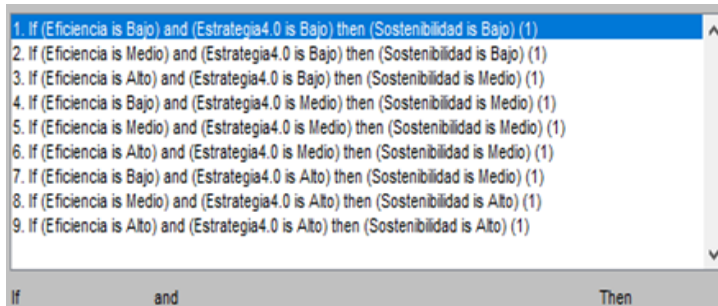 1. If (Eficiencia is Bajo) and (Estrategia4.0 is Bajo) then (Sostenibilidad is Bajo) (1)
2. If (Eficiencia is Medio) and (Estrategia4.0 is Bajo) then (Sostenibilidad is Bajo) (1)
3. If (Eficiencia is Alto) and (Estrategia4.0 is Bajo) then (Sostenibilidad is Medio) (1)
4. If (Eficiencia is Bajo) and (Estrategia4.0 is Medio) then (Sostenibilidad is Medio) (1)
5. If (Eficiencia is Medio) and (Estrategia4.0 is Medio) then (Sostenibilidad is Medio) (1)
6. If (Eficiencia is Alto) and (Estrategia4.0 is Medio) then (Sostenibilidad is Medio) (1)
7. If (Eficiencia is Bajo) and (Estrategia4.0 is Alto) then (Sostenibilidad is Medio) (1)
8. If (Eficiencia is Medio) and (Estrategia4.0 is Alto) then (Sostenibilidad is Alto) (1)
9. If (Eficiencia is Alto) and (Estrategia4.0 is Alto) then (Sostenibilidad is Alto) (1)
If and Then